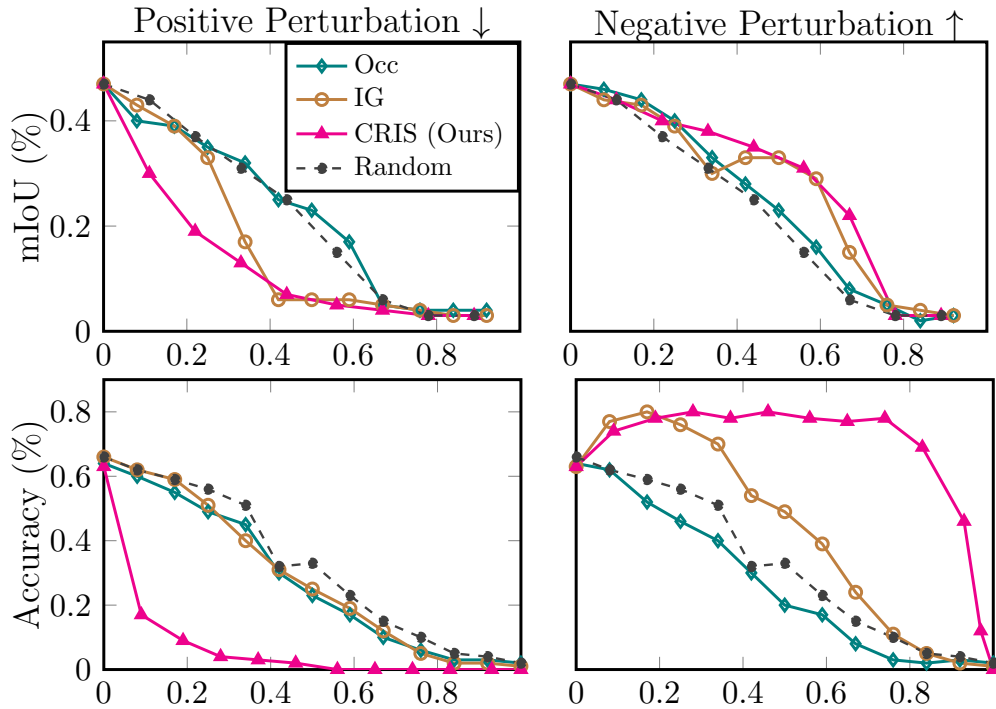 Positive Perturbation ↓
Negative Perturbation ↑
mIoU (%)
0.4
0.2
0
Occ
IG
CRIS (Ours)
Random
0 0.2 0.4 0.6 0.8
0 0.2 0.4 0.6 0.8
Accuracy (%)
0.8
0.6
0.4
0.2
0
0 0.2 0.4 0.6 0.8
0 0.2 0.4 0.6 0.8